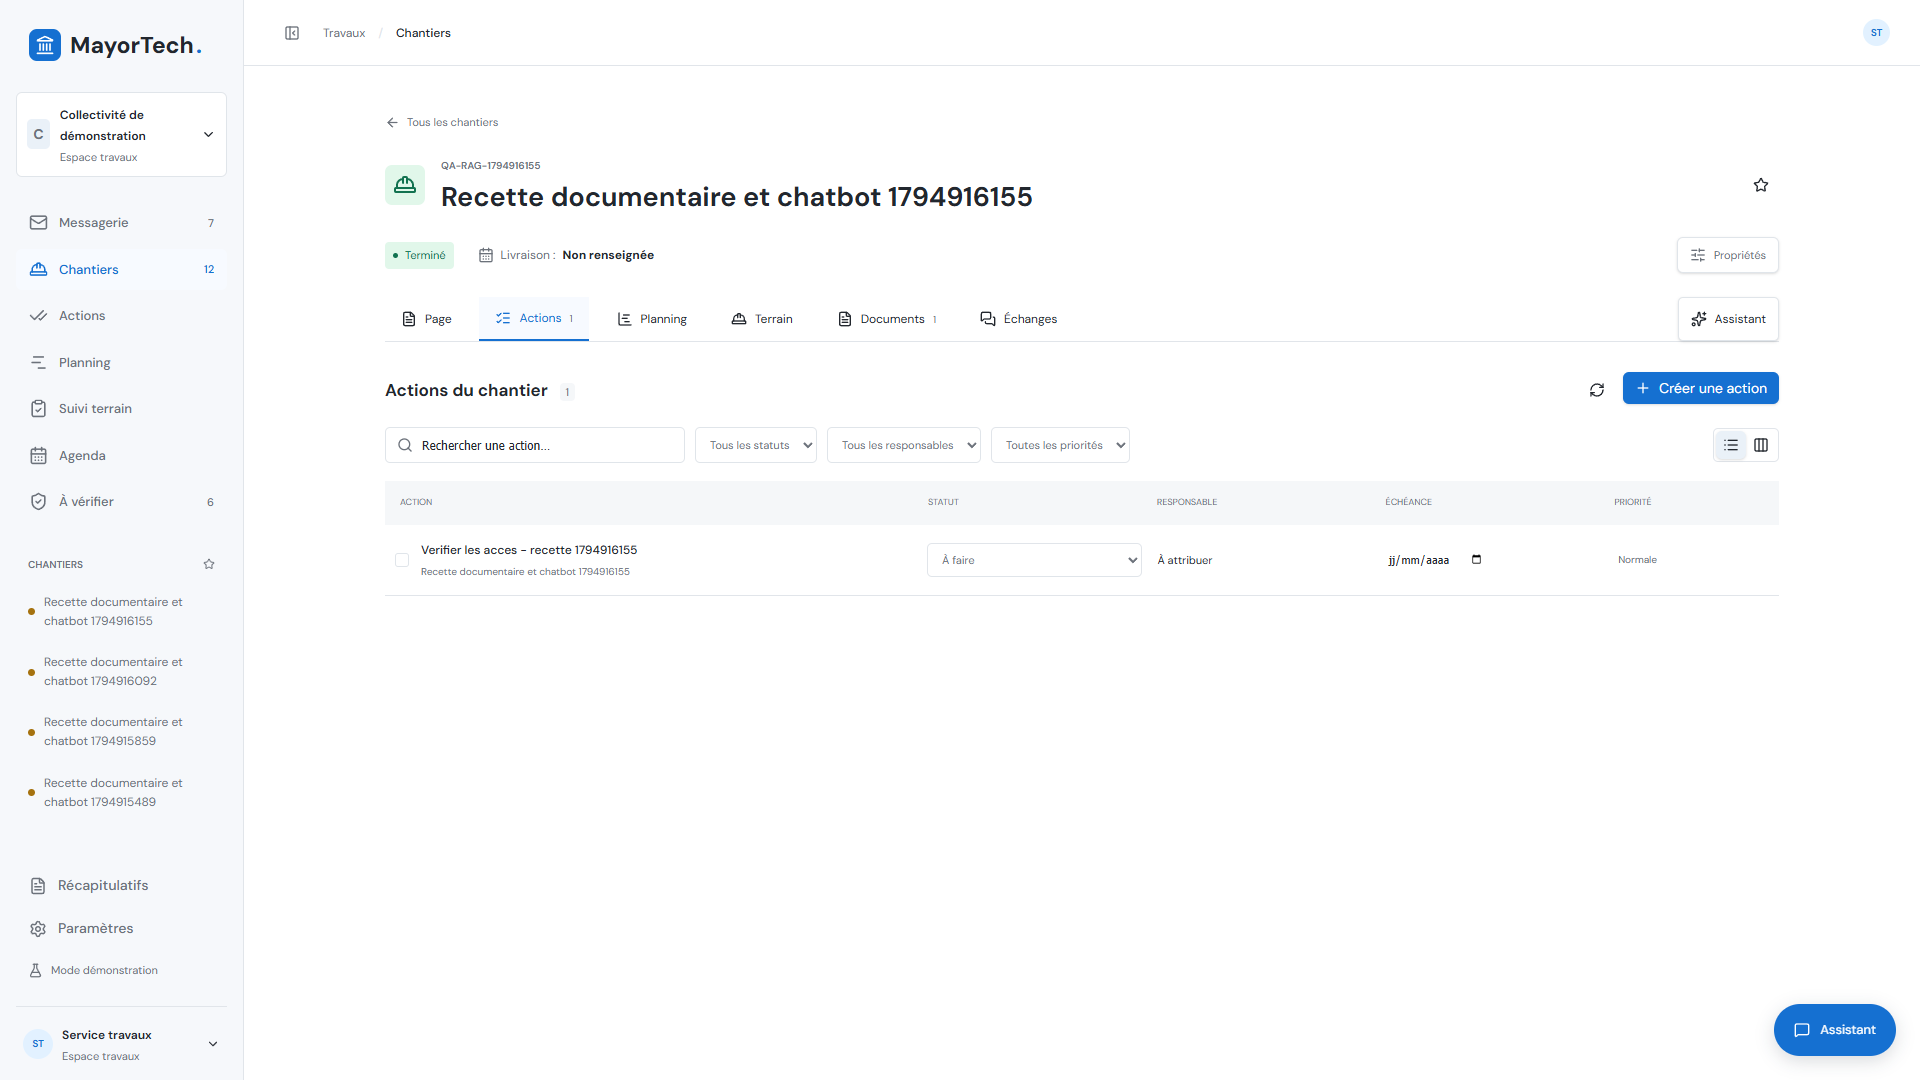 MayorTech.
C
Collectivité de
démonstration
Espace travaux
Messagerie 7
Chantiers 12
Actions
Planning
Suivi terrain
Agenda
À vérifier 6
CHANTIERS
Recette documentaire et
chatbot 1794916155
Recette documentaire et
chatbot 1794916092
Recette documentaire et
chatbot 1794915859
Recette documentaire et
chatbot 1794915489
Récapitulatifs
Paramètres
Mode démonstration
ST
Service travaux
Espace travaux
Travaux / Chantiers
ST
Tous les chantiers
QA-RAG-1794916155
Recette documentaire et chatbot 1794916155
Terminé
Livraison : Non renseignée
Propriétés
Page
Actions 1
Planning
Terrain
Documents 1
Échanges
Assistant
Actions du chantier 1
Créer une action
Rechercher une action...
Tous les statuts
Tous les responsables
Toutes les priorités
ACTION STATUT RESPONSABLE ÉCHÉANCE PRIORITÉ
Verifier les acces - recette 1794916155
Recette documentaire et chatbot 1794916155
À faire
À attribuer
jj/mm/aaaa
Normale
Assistant